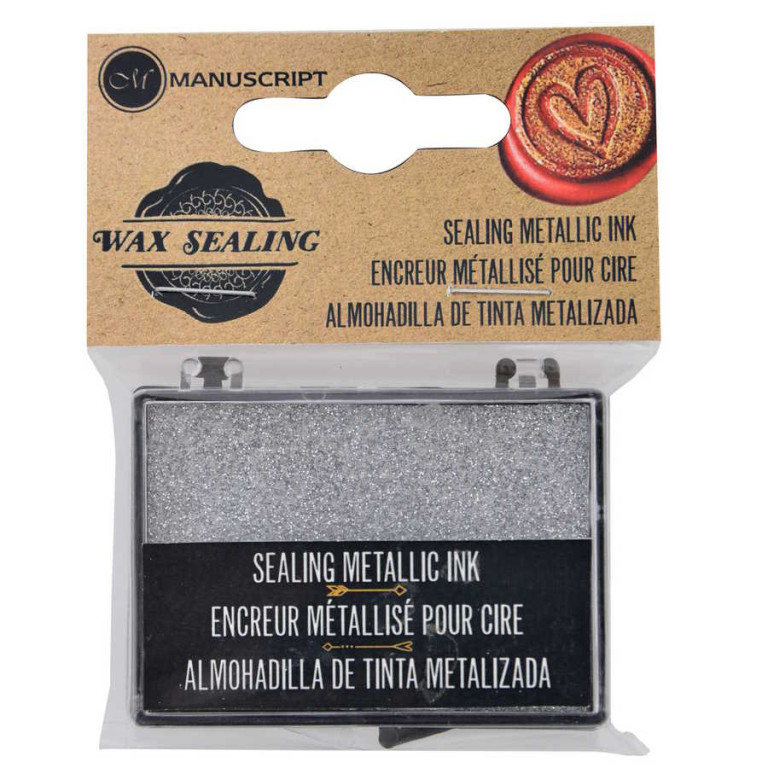 M MANUSCRIPT
WAX SEALING
SEALING METALLIC INK
ENCREUR MÉTALLISÉ POUR CIRE
ALMOHADILLA DE TINTA METALIZADA
SEALING METALLIC INK
ENCREUR MÉTALLISÉ POUR CIRE
ALMOHADILLA DE TINTA METALIZADA